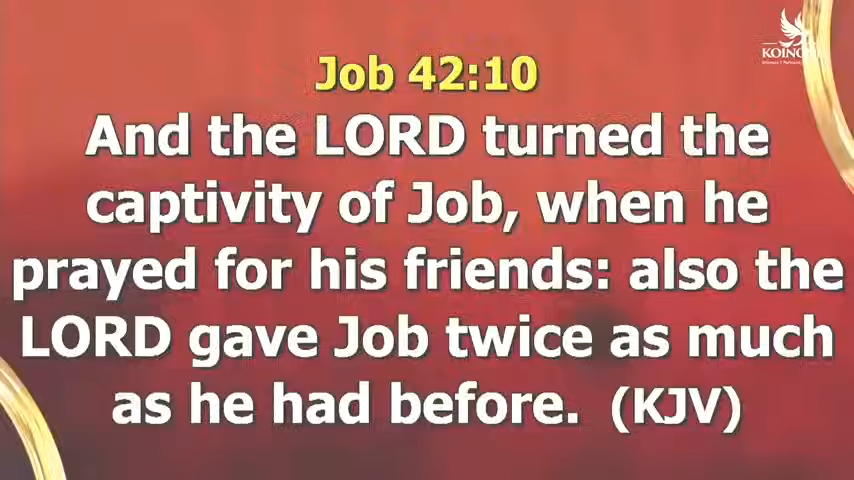 KOINO
Job 42:10
And the LORD turned the
captivity of Job, when he
prayed for his friends: also the
LORD gave Job twice as much
as he had before. (KJV)